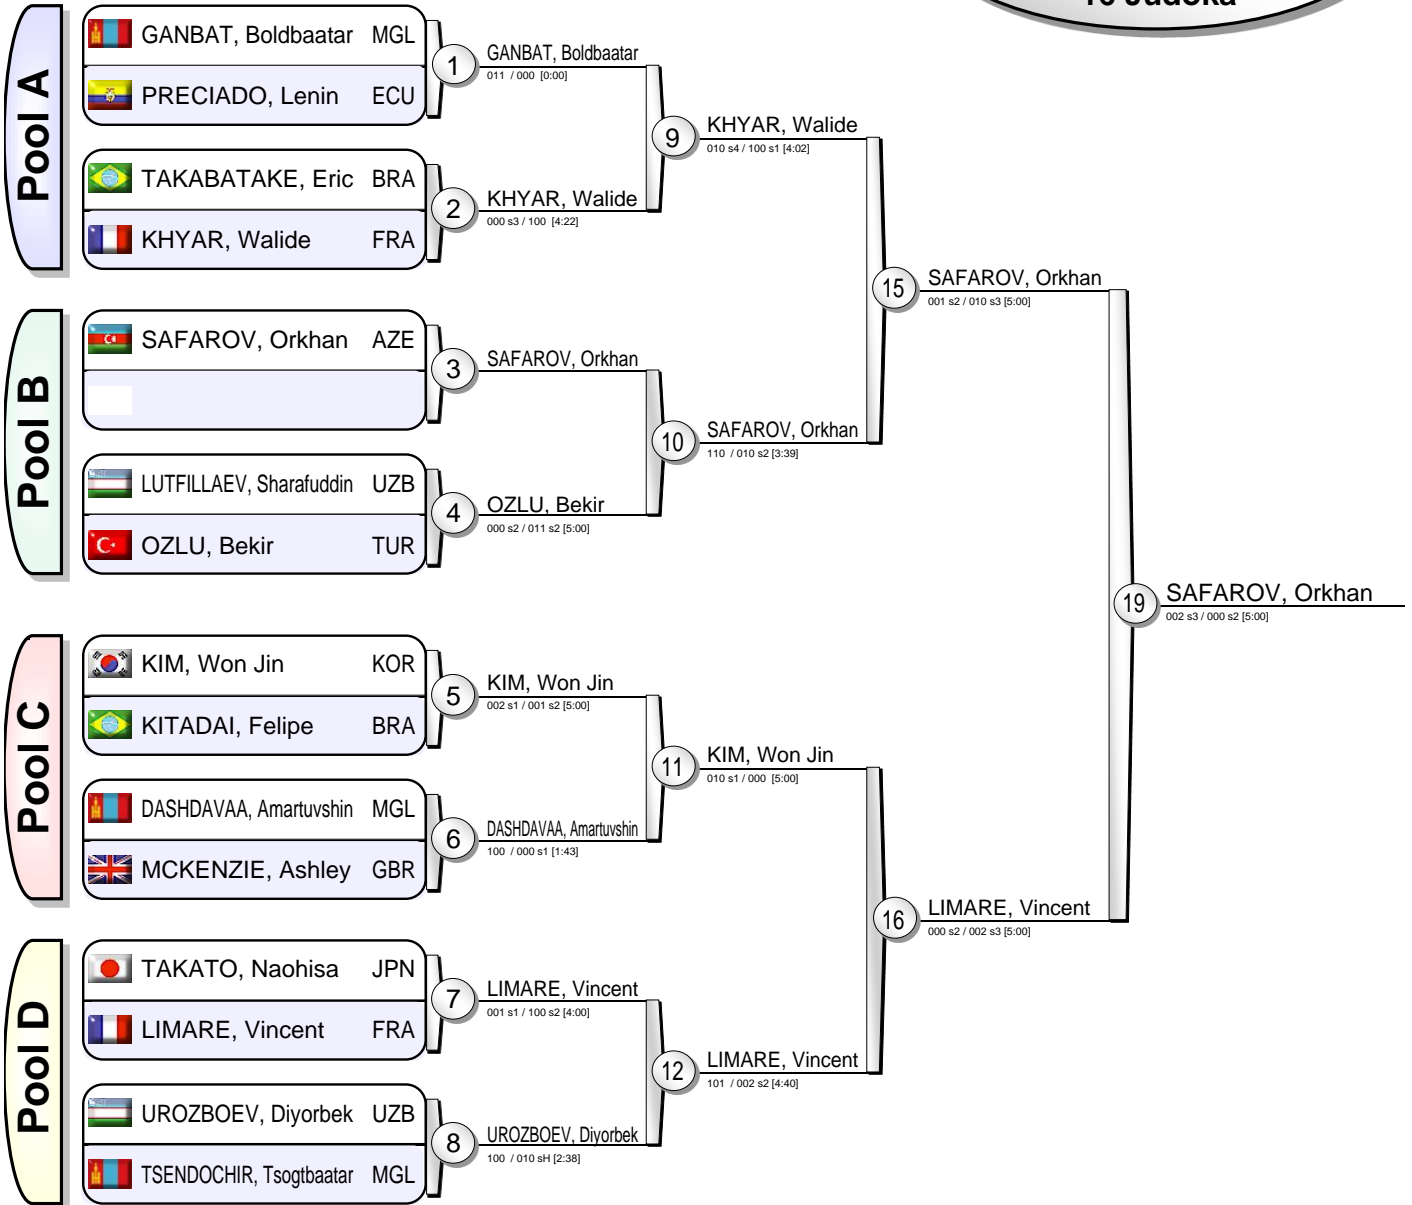 16 Judoka
Pool A
GANBAT, Boldbaatar MGL
PRECIADO, Lenin ECU
TAKABATAKE, Eric BRA
KHYAR, Walide FRA
1
GANBAT, Boldbaatar
011 / 000 [0:00]
2
KHYAR, Walide
000 s3 / 100 [4:22]
9
KHYAR, Walide
010 s4 / 100 s1 [4:02]
Pool B
SAFAROV, Orkhan AZE
LUTFILLAEV, Sharafuddin UZB
OZLU, Bekir TUR
3
SAFAROV, Orkhan
4
OZLU, Bekir
000 s2 / 011 s2 [5:00]
10
SAFAROV, Orkhan
110 / 010 s2 [3:39]
15
SAFAROV, Orkhan
001 s2 / 010 s3 [5:00]
Pool C
KIM, Won Jin KOR
KITADAI, Felipe BRA
DASHDAVAA, Amartuvshin MGL
MCKENZIE, Ashley GBR
5
KIM, Won Jin
002 s1 / 001 s2 [5:00]
6
DASHDAVAA, Amartuvshin
100 / 000 s1 [1:43]
11
KIM, Won Jin
010 s1 / 000 [5:00]
Pool D
TAKATO, Naohisa JPN
LIMARE, Vincent FRA
UROZBOEV, Diyorbek UZB
TSENDOCHIR, Tsogtbaatar MGL
7
LIMARE, Vincent
001 s1 / 100 s2 [4:00]
8
UROZBOEV, Diyorbek
100 / 010 sH [2:38]
12
LIMARE, Vincent
101 / 002 s2 [4:40]
16
LIMARE, Vincent
000 s2 / 002 s3 [5:00]
19
SAFAROV, Orkhan
002 s3 / 000 s2 [5:00]